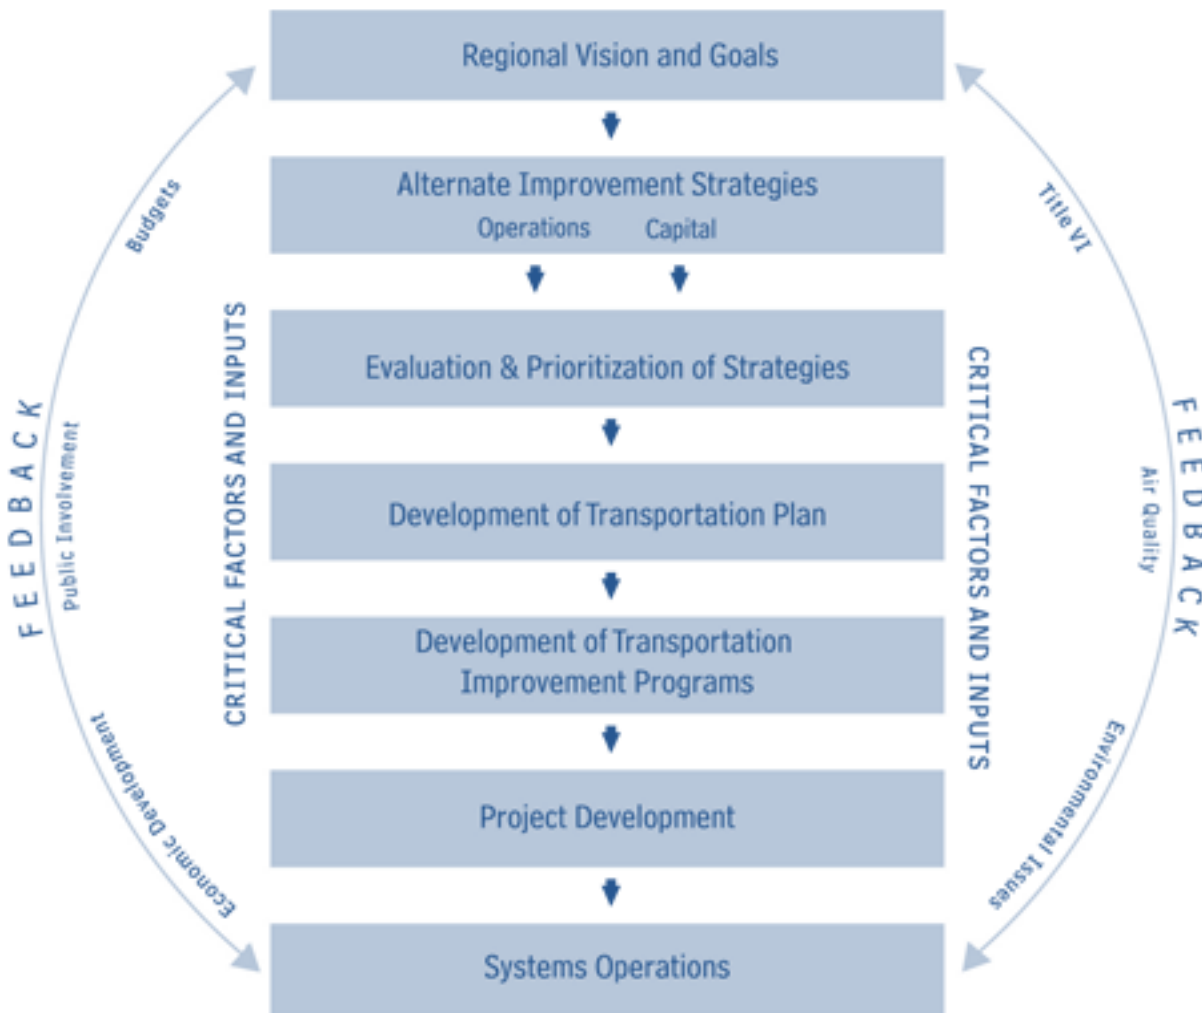 Regional Vision and Goals
Alternate Improvement Strategies
Operations Capital
Evaluation & Prioritization of Strategies
Development of Transportation Plan
Development of Transportation
Improvement Programs
Project Development
Systems Operations
FEEDBACK
Budgets
Public Involvement
Economic Development
CRITICAL FACTORS AND INPUTS
CRITICAL FACTORS AND INPUTS
Title VI
Air Quality
Environmental Issues
FEEDBACK